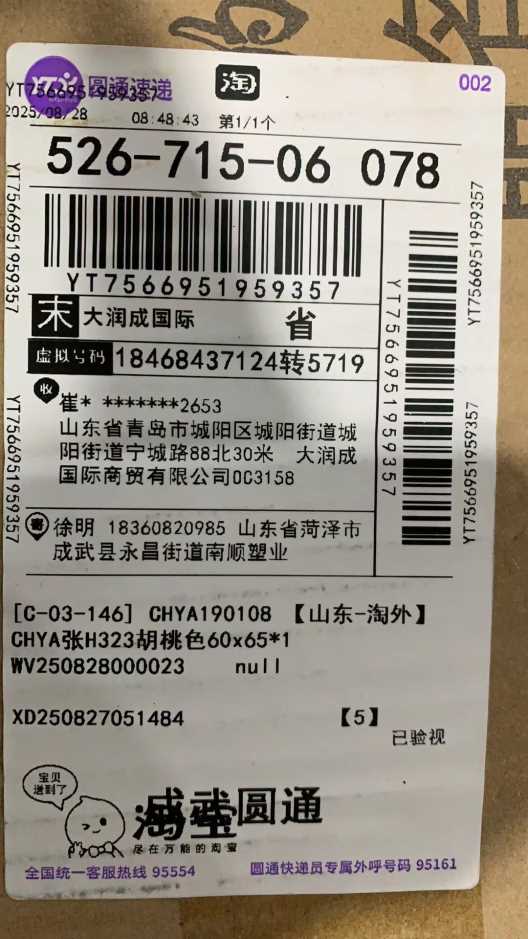 圆通速递
淘
002
YT7566951959357
2025/08/28 08:48:43 第1/1个
526-715-06 078
YT7566951959357
YT7566951959357
YT7566951959357
YT7566951959357
YT7566951959357
YT7566951959357
末 大润成国际 省
虚拟号码 18468437124转5719
收 崔* *******2653
山东省青岛市城阳区城阳街道城
阳街道宁城路88北30米 大润成
国际商贸有限公司0C3158
寄 徐明 18360820985 山东省菏泽市
成武县永昌街道南顺塑业
[C-03-146] CHYA190108 【山东-淘外】
CHYA张H323胡桃色60x65*1
WV250828000023 null
XD250827051484 【5】
已验视
宝贝
送到了
成武圆通
淘宝
尽在万能的淘宝
全国统一客服热线 95554 圆通快递员专属外呼号码 95161